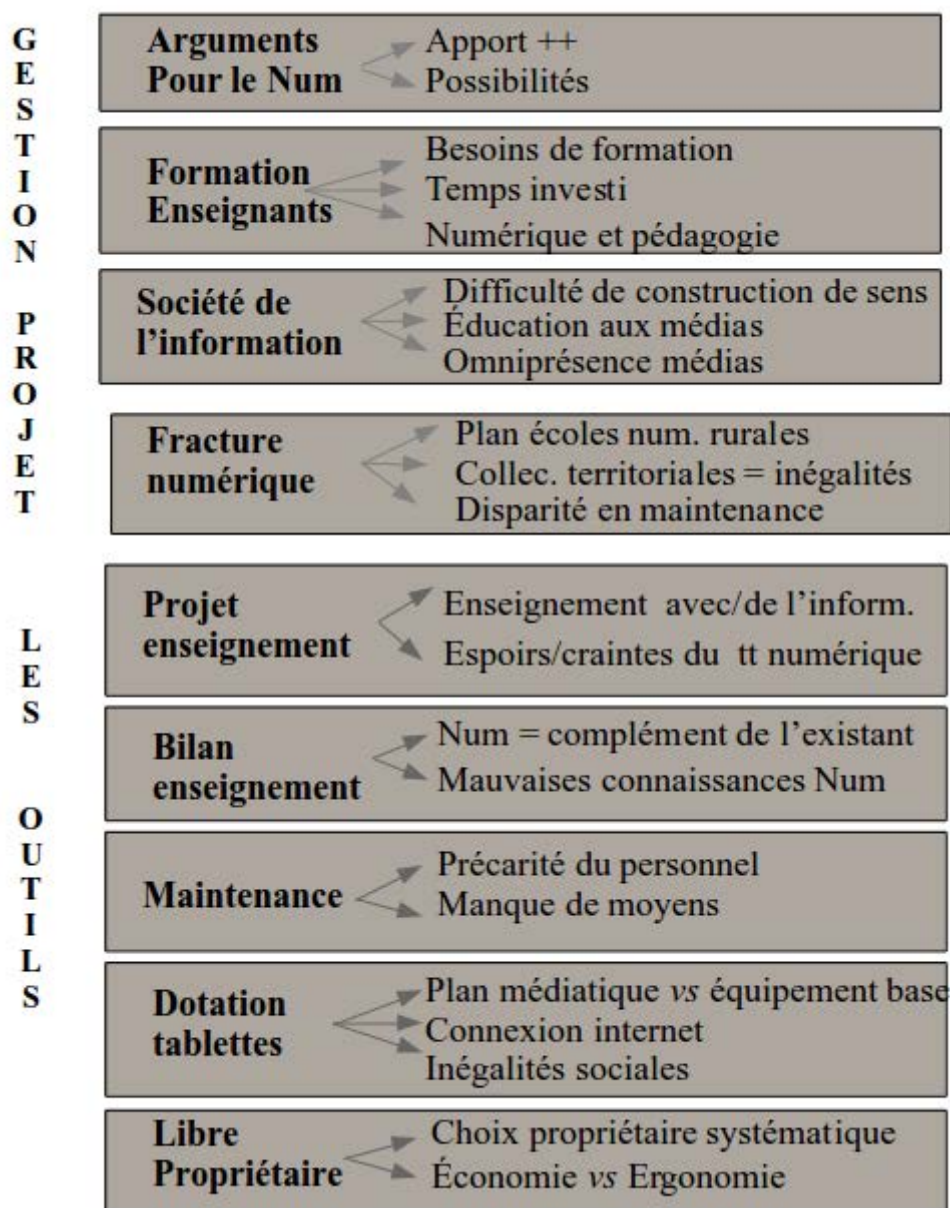 GESTION PROJET
Arguments
Pour le Num
Apport ++
Possibilités
Formation
Enseignants
Besoins de formation
Temps investi
Numérique et pédagogie
Société de
l’information
Difficulté de construction de sens
Éducation aux médias
Omniprésence médias
Fracture
numérique
Plan écoles num. rurales
Collec. territoriales = inégalités
Disparité en maintenance
LES OUTILS
Projet
enseignement
Enseignement avec/de l’inform.
Espoirs/craintes du tt numérique
Bilan
enseignement
Num = complément de l’existant
Mauvaises connaissances Num
Maintenance
Précarité du personnel
Manque de moyens
Dotation
tablettes
Plan médiatique vs équipement base
Connexion internet
Inégalités sociales
Libre
Propriétaire
Choix propriétaire systématique
Économie vs Ergonomie